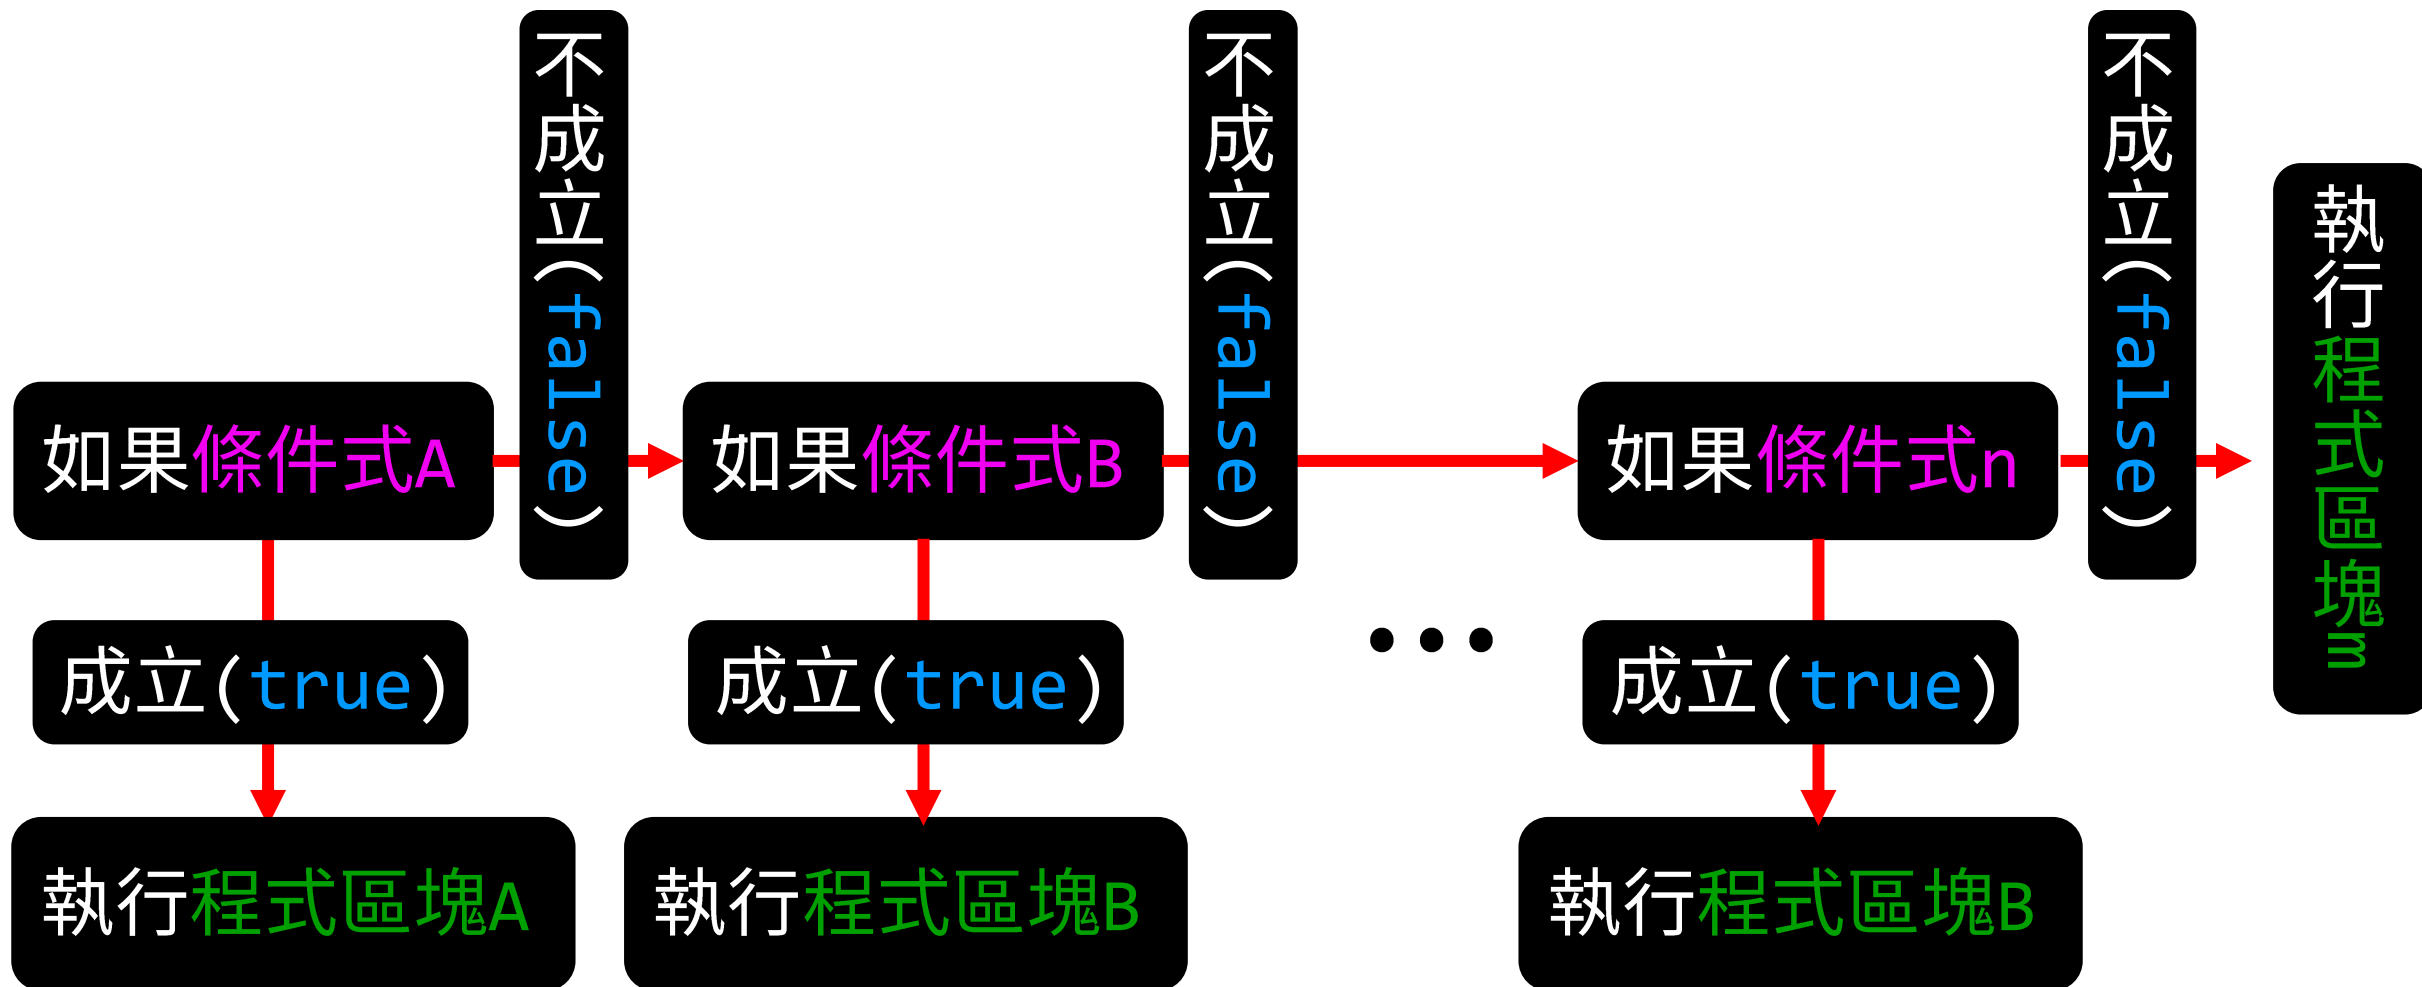 不成立(false)
不成立(false)
不成立(false)
執行程式區塊m
如果條件式A
如果條件式B
如果條件式n
成立(true)
成立(true)
...
成立(true)
執行程式區塊A
執行程式區塊B
執行程式區塊B